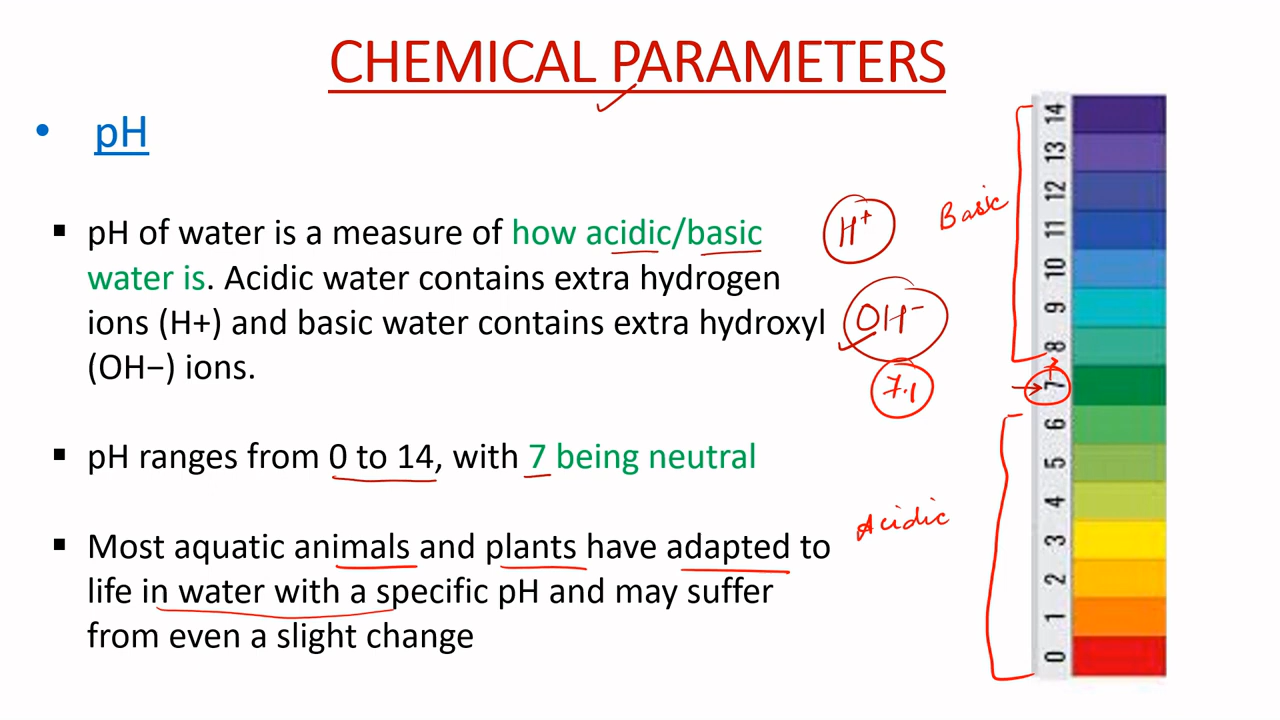 CHEMICAL PARAMETERS
• pH
▪ pH of water is a measure of how acidic/basic
water is. Acidic water contains extra hydrogen
ions (H+) and basic water contains extra hydroxyl
(OH−) ions.
▪ pH ranges from 0 to 14, with 7 being neutral
▪ Most aquatic animals and plants have adapted to
life in water with a specific pH and may suffer
from even a slight change
H+
OH−
7.1
Basic
Acidic
14
13
12
11
10
9
8
7
6
5
4
3
2
1
0